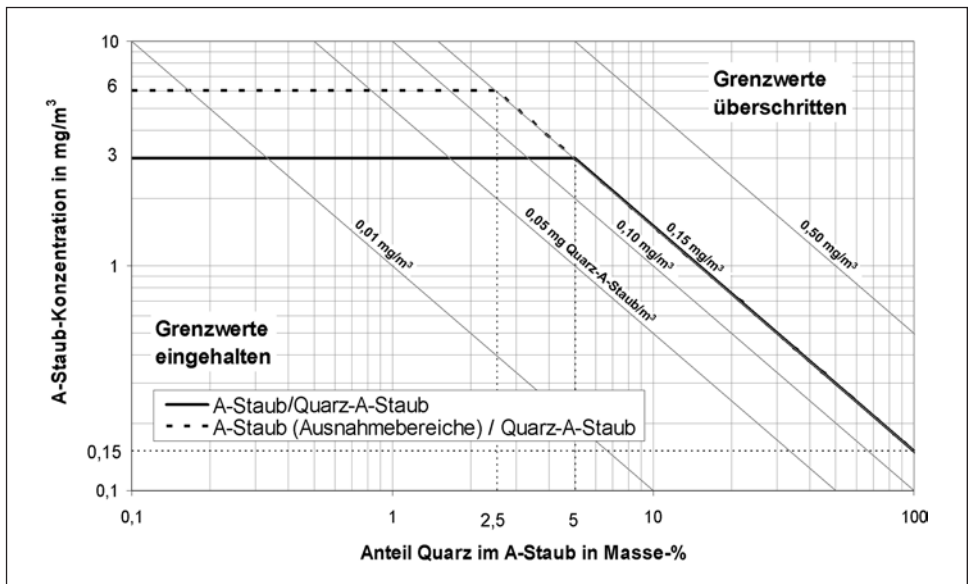 10
6
3
1
0,15
0,1
A-Staub-Konzentration in mg/m³
Grenzwerte
überschritten
0,01 mg/m³
0,05 mg Quarz-A-Staub/m³
0,10 mg/m³
0,15 mg/m³
0,50 mg/m³
Grenzwerte
eingehalten
A-Staub/Quarz-A-Staub
A-Staub (Ausnahmebereiche) / Quarz-A-Staub
0,1 1 2,5 5 10 100
Anteil Quarz im A-Staub in Masse-%